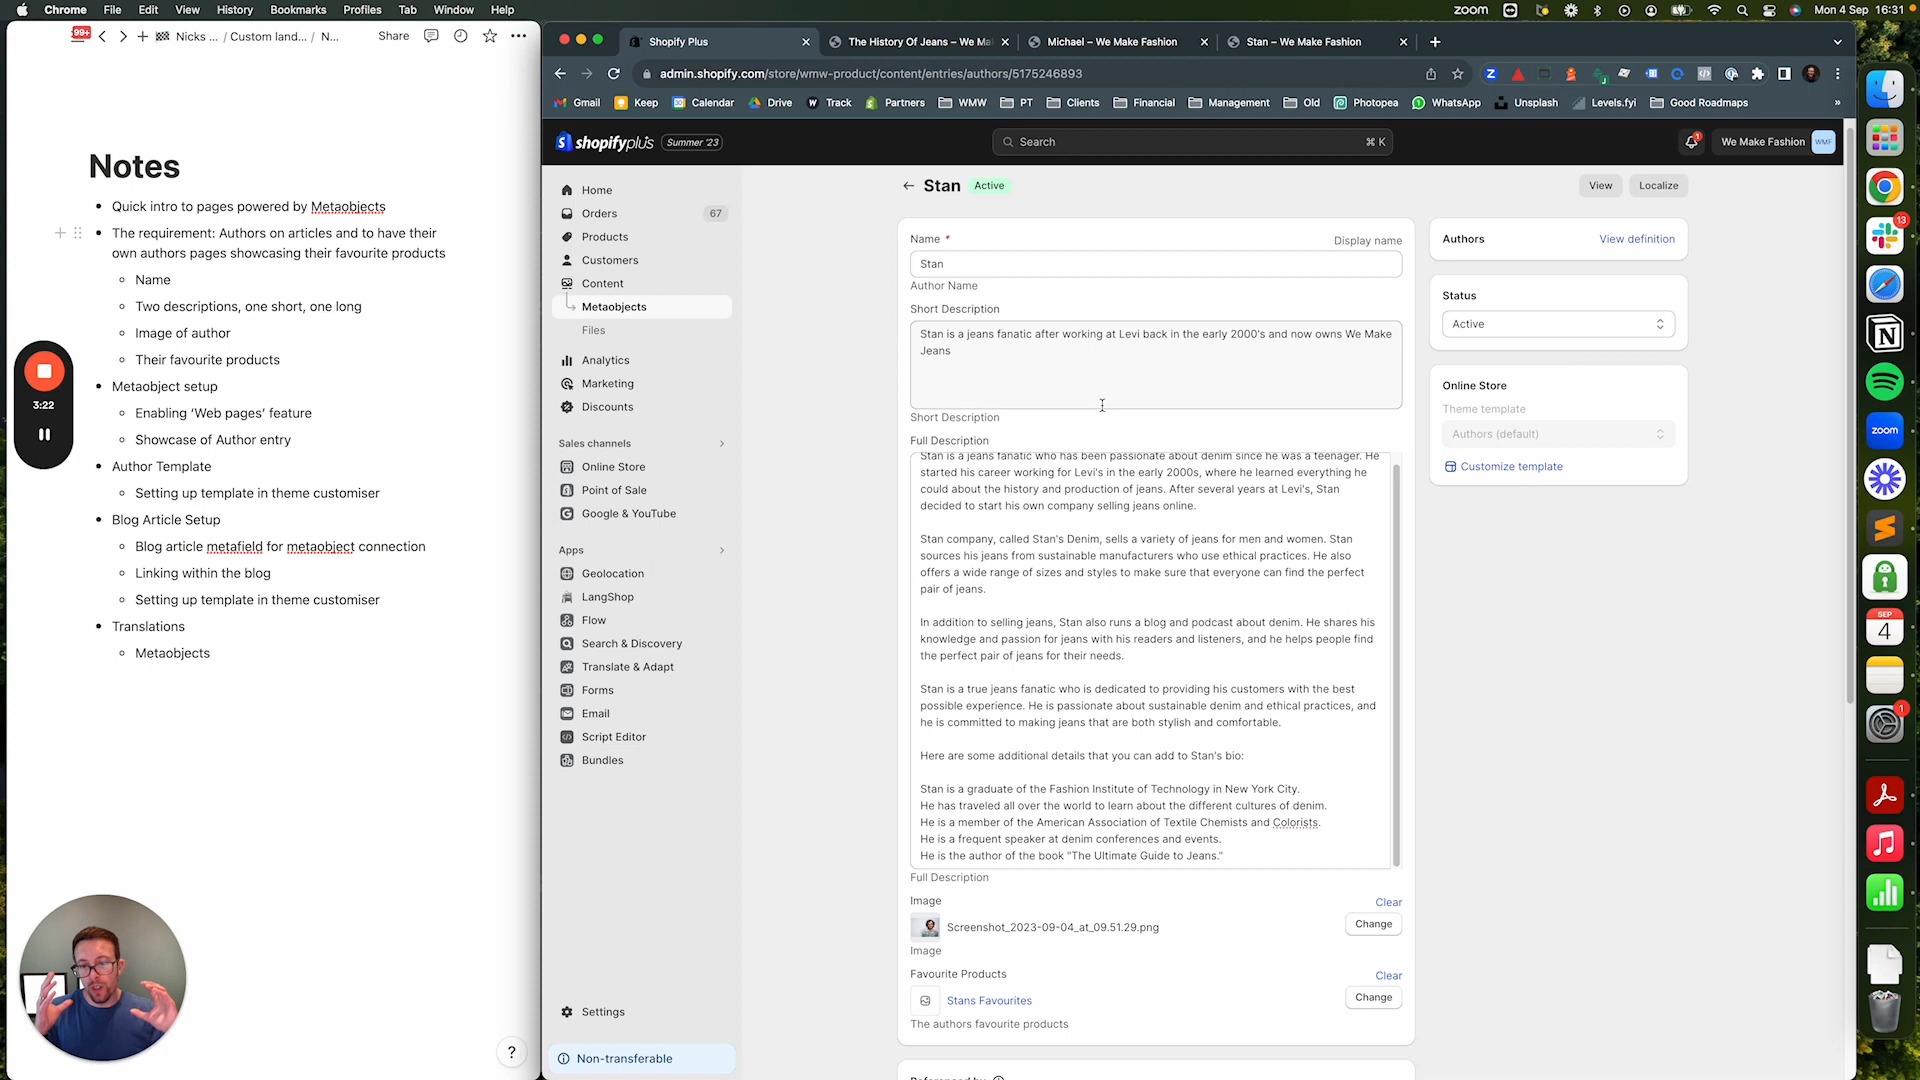 Chrome File Edit View History Bookmarks Profiles Tab Window Help
zoom
Mon 4 Sep 16:31
99+
Nicks ... / Custom land... / N...
Share
Notes
Quick intro to pages powered by Metaobjects
The requirement: Authors on articles and to have their
own authors pages showcasing their favourite products
Name
Two descriptions, one short, one long
Image of author
Their favourite products
Metaobject setup
Enabling ‘Web pages’ feature
Showcase of Author entry
Author Template
Setting up template in theme customiser
Blog Article Setup
Blog article metafield for metaobject connection
Linking within the blog
Setting up template in theme customiser
Translations
Metaobjects
3:22
?
Shopify Plus
The History Of Jeans – We Ma
Michael – We Make Fashion
Stan – We Make Fashion
admin.shopify.com/store/wmw-product/content/entries/authors/5175246893
Gmail Keep Calendar Drive Track Partners WMW PT Clients Financial Management Old Photopea WhatsApp Unsplash Levels.fyi Good Roadmaps
shopifyplus Summer '23
Search
⌘ K
1
We Make Fashion
WMF
Home
Orders 67
Products
Customers
Content
Metaobjects
Files
Analytics
Marketing
Discounts
Sales channels
Online Store
Point of Sale
Google & YouTube
Apps
Geolocation
LangShop
Flow
Search & Discovery
Translate & Adapt
Forms
Email
Script Editor
Bundles
Settings
Non-transferable
Stan Active
View
Localize
Name *
Display name
Stan
Author Name
Short Description
Stan is a jeans fanatic after working at Levi back in the early 2000's and now owns We Make
Jeans
Short Description
Full Description
Stan is a jeans fanatic who has been passionate about denim since he was a teenager. He
started his career working for Levi's in the early 2000s, where he learned everything he
could about the history and production of jeans. After several years at Levi's, Stan
decided to start his own company selling jeans online.
Stan company, called Stan's Denim, sells a variety of jeans for men and women. Stan
sources his jeans from sustainable manufacturers who use ethical practices. He also
offers a wide range of sizes and styles to make sure that everyone can find the perfect
pair of jeans.
In addition to selling jeans, Stan also runs a blog and podcast about denim. He shares his
knowledge and passion for jeans with his readers and listeners, and he helps people find
the perfect pair of jeans for their needs.
Stan is a true jeans fanatic who is dedicated to providing his customers with the best
possible experience. He is passionate about sustainable denim and ethical practices, and
he is committed to making jeans that are both stylish and comfortable.
Here are some additional details that you can add to Stan's bio:
Stan is a graduate of the Fashion Institute of Technology in New York City.
He has traveled all over the world to learn about the different cultures of denim.
He is a member of the American Association of Textile Chemists and Colorists.
He is a frequent speaker at denim conferences and events.
He is the author of the book "The Ultimate Guide to Jeans."
Full Description
Image
Clear
Screenshot_2023-09-04_at_09.51.29.png
Change
Image
Favourite Products
Clear
Stans Favourites
Change
The authors favourite products
Authors
View definition
Status
Active
Online Store
Theme template
Authors (default)
Customize template
13
zoom
SEP
4
1